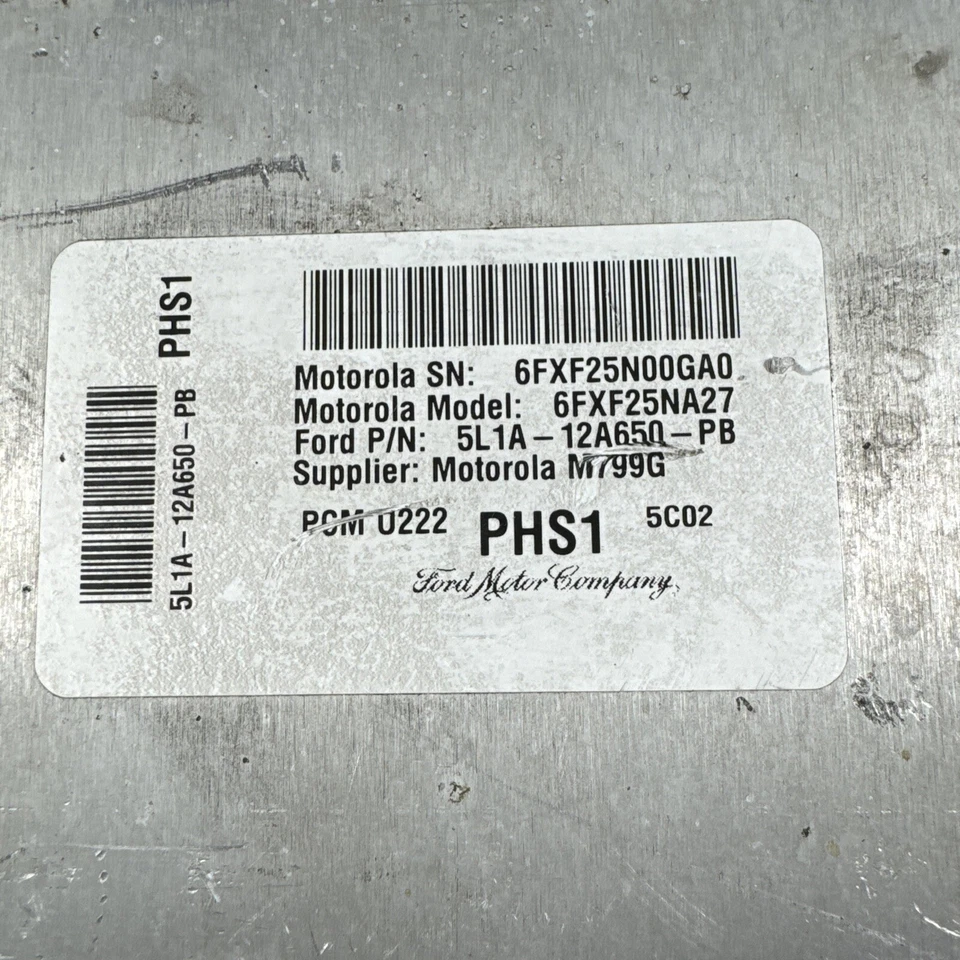 PHS1
5L1A-12A650-PB
Motorola SN: 6FXF25N00GA0
Motorola Model: 6FXF25NA27
Ford P/N: 5L1A-12A650-PB
Supplier: Motorola M799G
PCM U222 PHS1 5C02
Ford Motor Company,